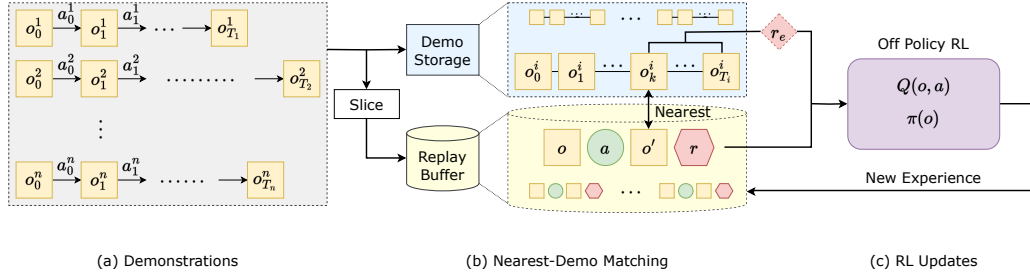 o_0^1 a_0^1 o_1^1 a_1^1 ... o_{T_1}^1
o_0^2 a_0^2 o_1^2 a_1^2 ......... o_{T_2}^2
⋮
o_0^n a_0^n o_1^n a_1^n ...... o_{T_n}^n
Slice
Demo
Storage
Replay
Buffer
... ... ...
o_0^i o_1^i ... o_k^i ... o_{T_i}^i
r_e
Nearest
o a o' r
...
Off Policy RL
Q(o, a)
π(o)
New Experience
(a) Demonstrations
(b) Nearest-Demo Matching
(c) RL Updates